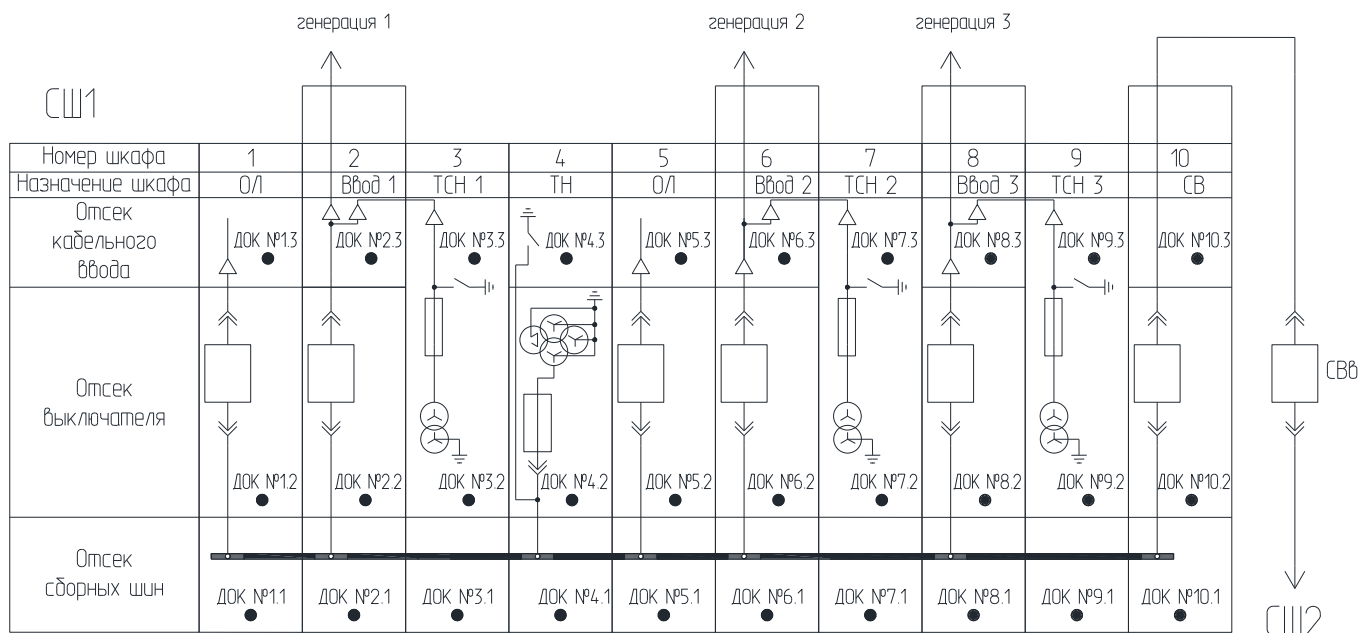 генерация 1 генерация 2 генерация 3
СШ1
Номер шкафа 1 2 3 4 5 6 7 8 9 10
Назначение шкафа ОЛ Ввод 1 ТСН 1 ТН ОЛ Ввод 2 ТСН 2 Ввод 3 ТСН 3 СВ
Отсек
кабельного
ввода
ДОК №1.3 ДОК №2.3 ДОК №3.3 ДОК №4.3 ДОК №5.3 ДОК №6.3 ДОК №7.3 ДОК №8.3 ДОК №9.3 ДОК №10.3
Отсек
выключателя
СВв
ДОК №1.2 ДОК №2.2 ДОК №3.2 ДОК №4.2 ДОК №5.2 ДОК №6.2 ДОК №7.2 ДОК №8.2 ДОК №9.2 ДОК №10.2
Отсек
сборных шин
ДОК №1.1 ДОК №2.1 ДОК №3.1 ДОК №4.1 ДОК №5.1 ДОК №6.1 ДОК №7.1 ДОК №8.1 ДОК №9.1 ДОК №10.1
СШ2